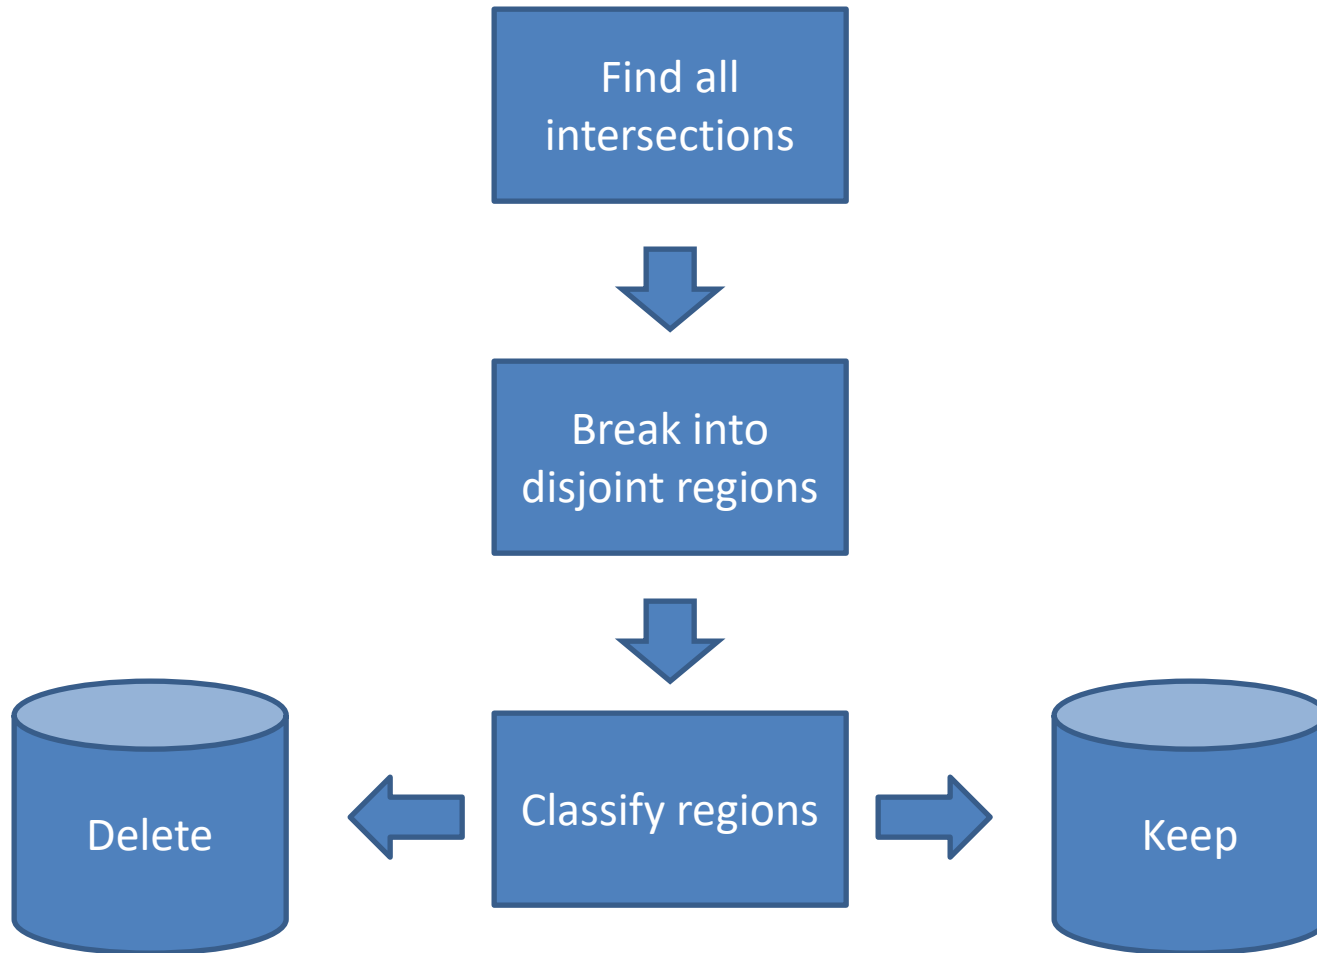 Find all
intersections
Break into
disjoint regions
Delete
Classify regions
Keep